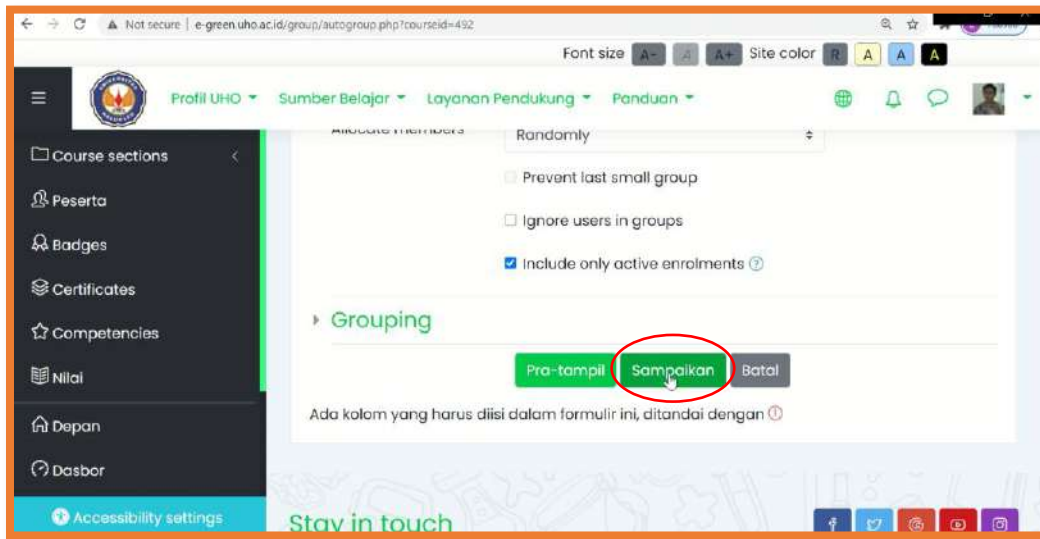 Not secure | e-green.uho.ac.id/group/autogroup.php?courseid=492
Font size A- A A+ Site color R A A A
Profil UHO Sumber Belajar Layanan Pendukung Panduan
Course sections
Peserta
Badges
Certificates
Competencies
Nilai
Depan
Dasbor
Accessibility settings
Allocate members Randomly
Prevent last small group
Ignore users in groups
Include only active enrolments
Grouping
Pra-tampil Sampaikan Batal
Ada kolom yang harus diisi dalam formulir ini, ditandai dengan
Stay in touch